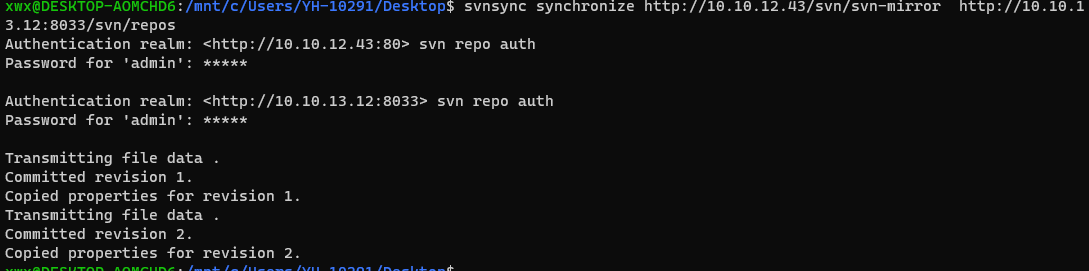 xwx@DESKTOP-AOMCHD6:/mnt/c/Users/YH-10291/Desktop$ svnsync synchronize http://10.10.12.43/svn/svn-mirror  http://10.10.1
3.12:8033/svn/repos
Authentication realm: <http://10.10.12.43:80> svn repo auth
Password for 'admin': *****

Authentication realm: <http://10.10.13.12:8033> svn repo auth
Password for 'admin': *****

Transmitting file data .
Committed revision 1.
Copied properties for revision 1.
Transmitting file data .
Committed revision 2.
Copied properties for revision 2.
xwx@DESKTOP-AOMCHD6:/mnt/c/Users/YH-10291/Desktop$